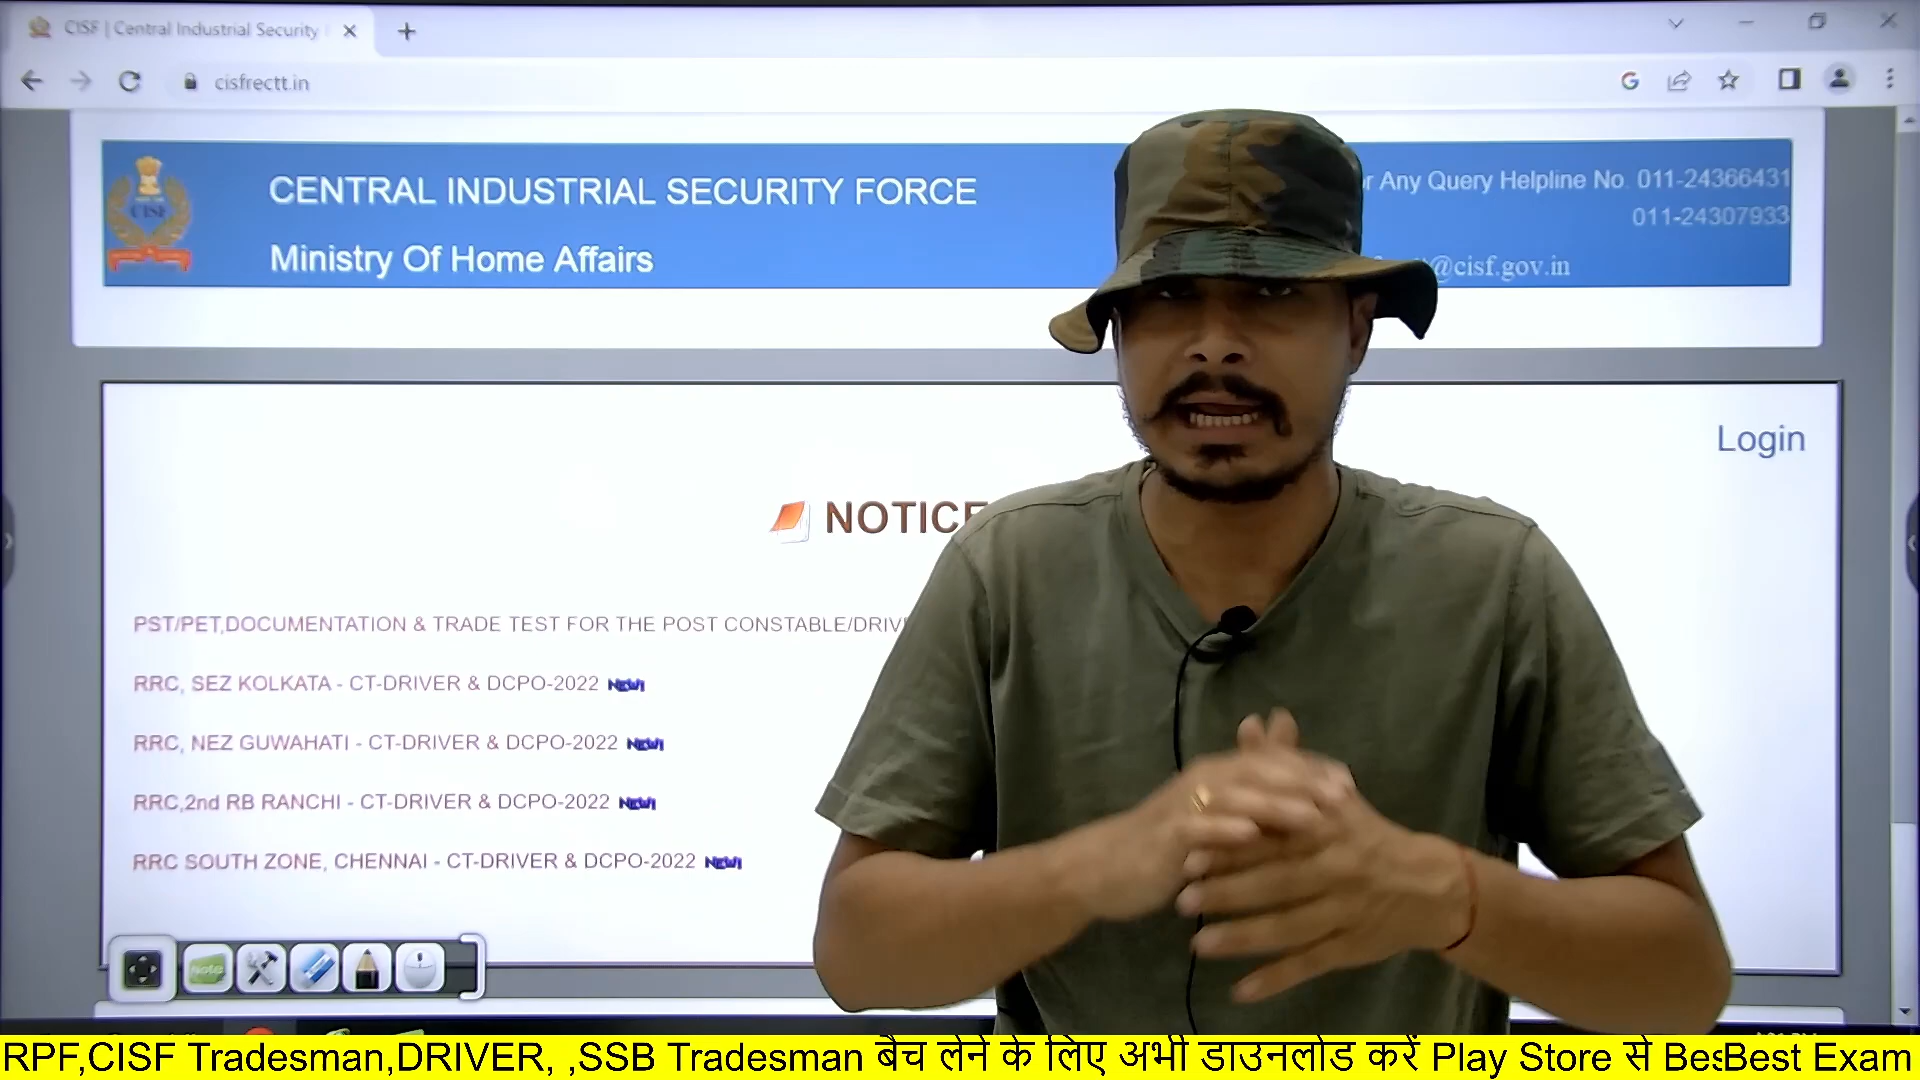 CISF | Central Industrial Security
cisfrectt.in
CISF
CENTRAL INDUSTRIAL SECURITY FORCE
Ministry Of Home Affairs
Any Query Helpline No. 011-24366431
011-24307933
@cisf.gov.in
Login
NOTICE
PST/PET,DOCUMENTATION & TRADE TEST FOR THE POST CONSTABLE/DRIV
RRC, SEZ KOLKATA - CT-DRIVER & DCPO-2022 NEW!
RRC, NEZ GUWAHATI - CT-DRIVER & DCPO-2022 NEW!
RRC,2nd RB RANCHI - CT-DRIVER & DCPO-2022 NEW!
RRC SOUTH ZONE, CHENNAI - CT-DRIVER & DCPO-2022 NEW!
Note
RPF,CISF Tradesman,DRIVER, ,SSB Tradesman बैच लेने के लिए अभी डाउनलोड करें Play Store से Bes Best Exam